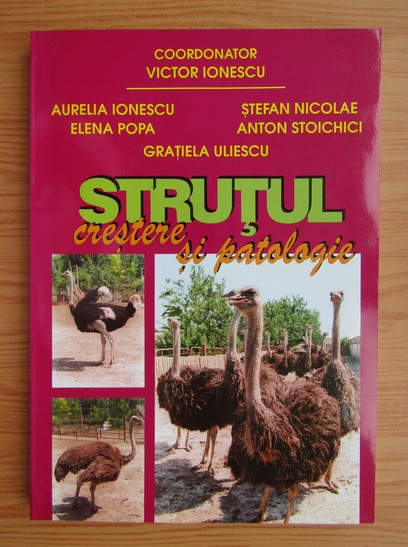 COORDONATOR
VICTOR IONESCU
AURELIA IONESCU ȘTEFAN NICOLAE
ELENA POPA ANTON STOICHICI
GRAȚIELA ULIESCU
STRUȚUL
creștere
și patologie